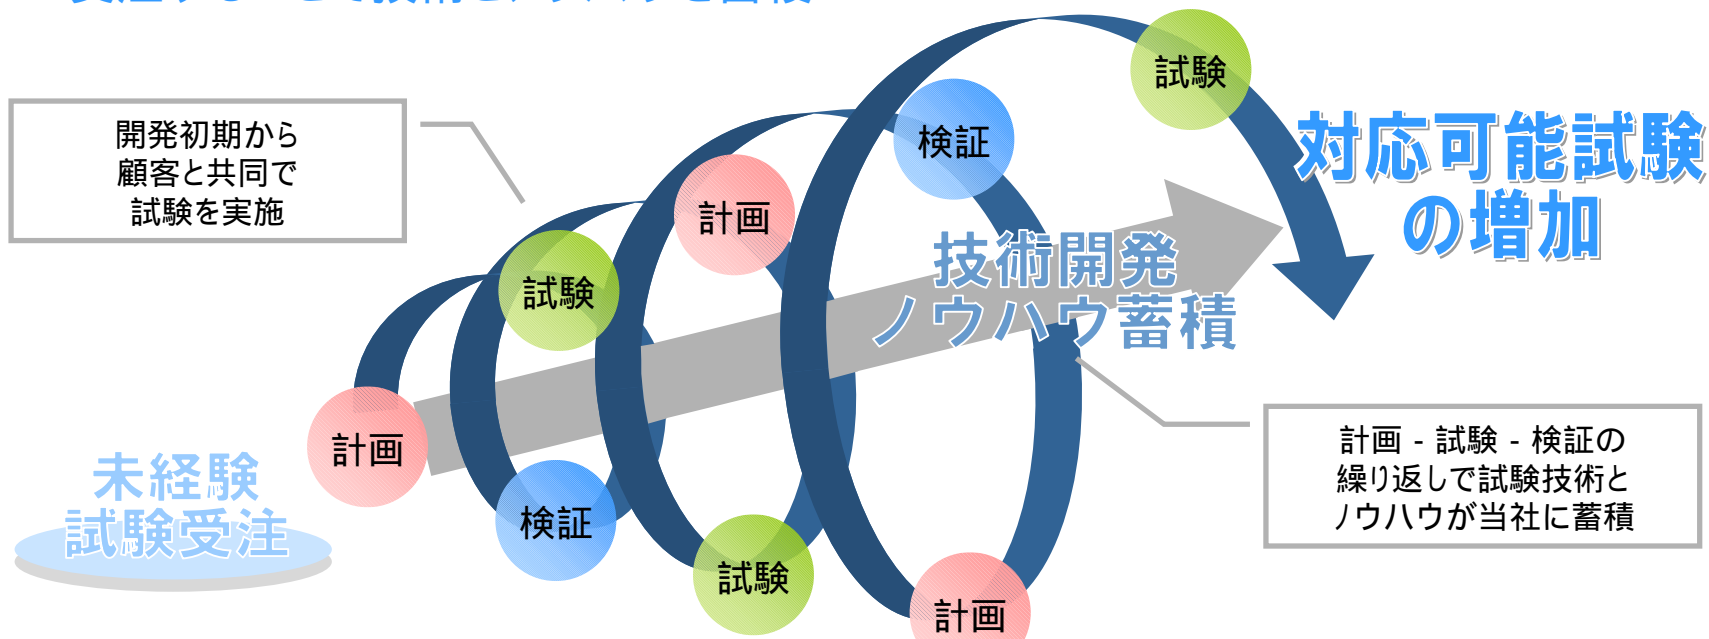 試験
検証
開発初期から
顧客と共同で
試験を実施
対応可能試験
の増加
計画
技術開発
ノウハウ蓄積
試験
計画
計画 - 試験 - 検証の
繰り返しで試験技術と
ノウハウが当社に蓄積
未経験
試験受注
検証
試験
計画